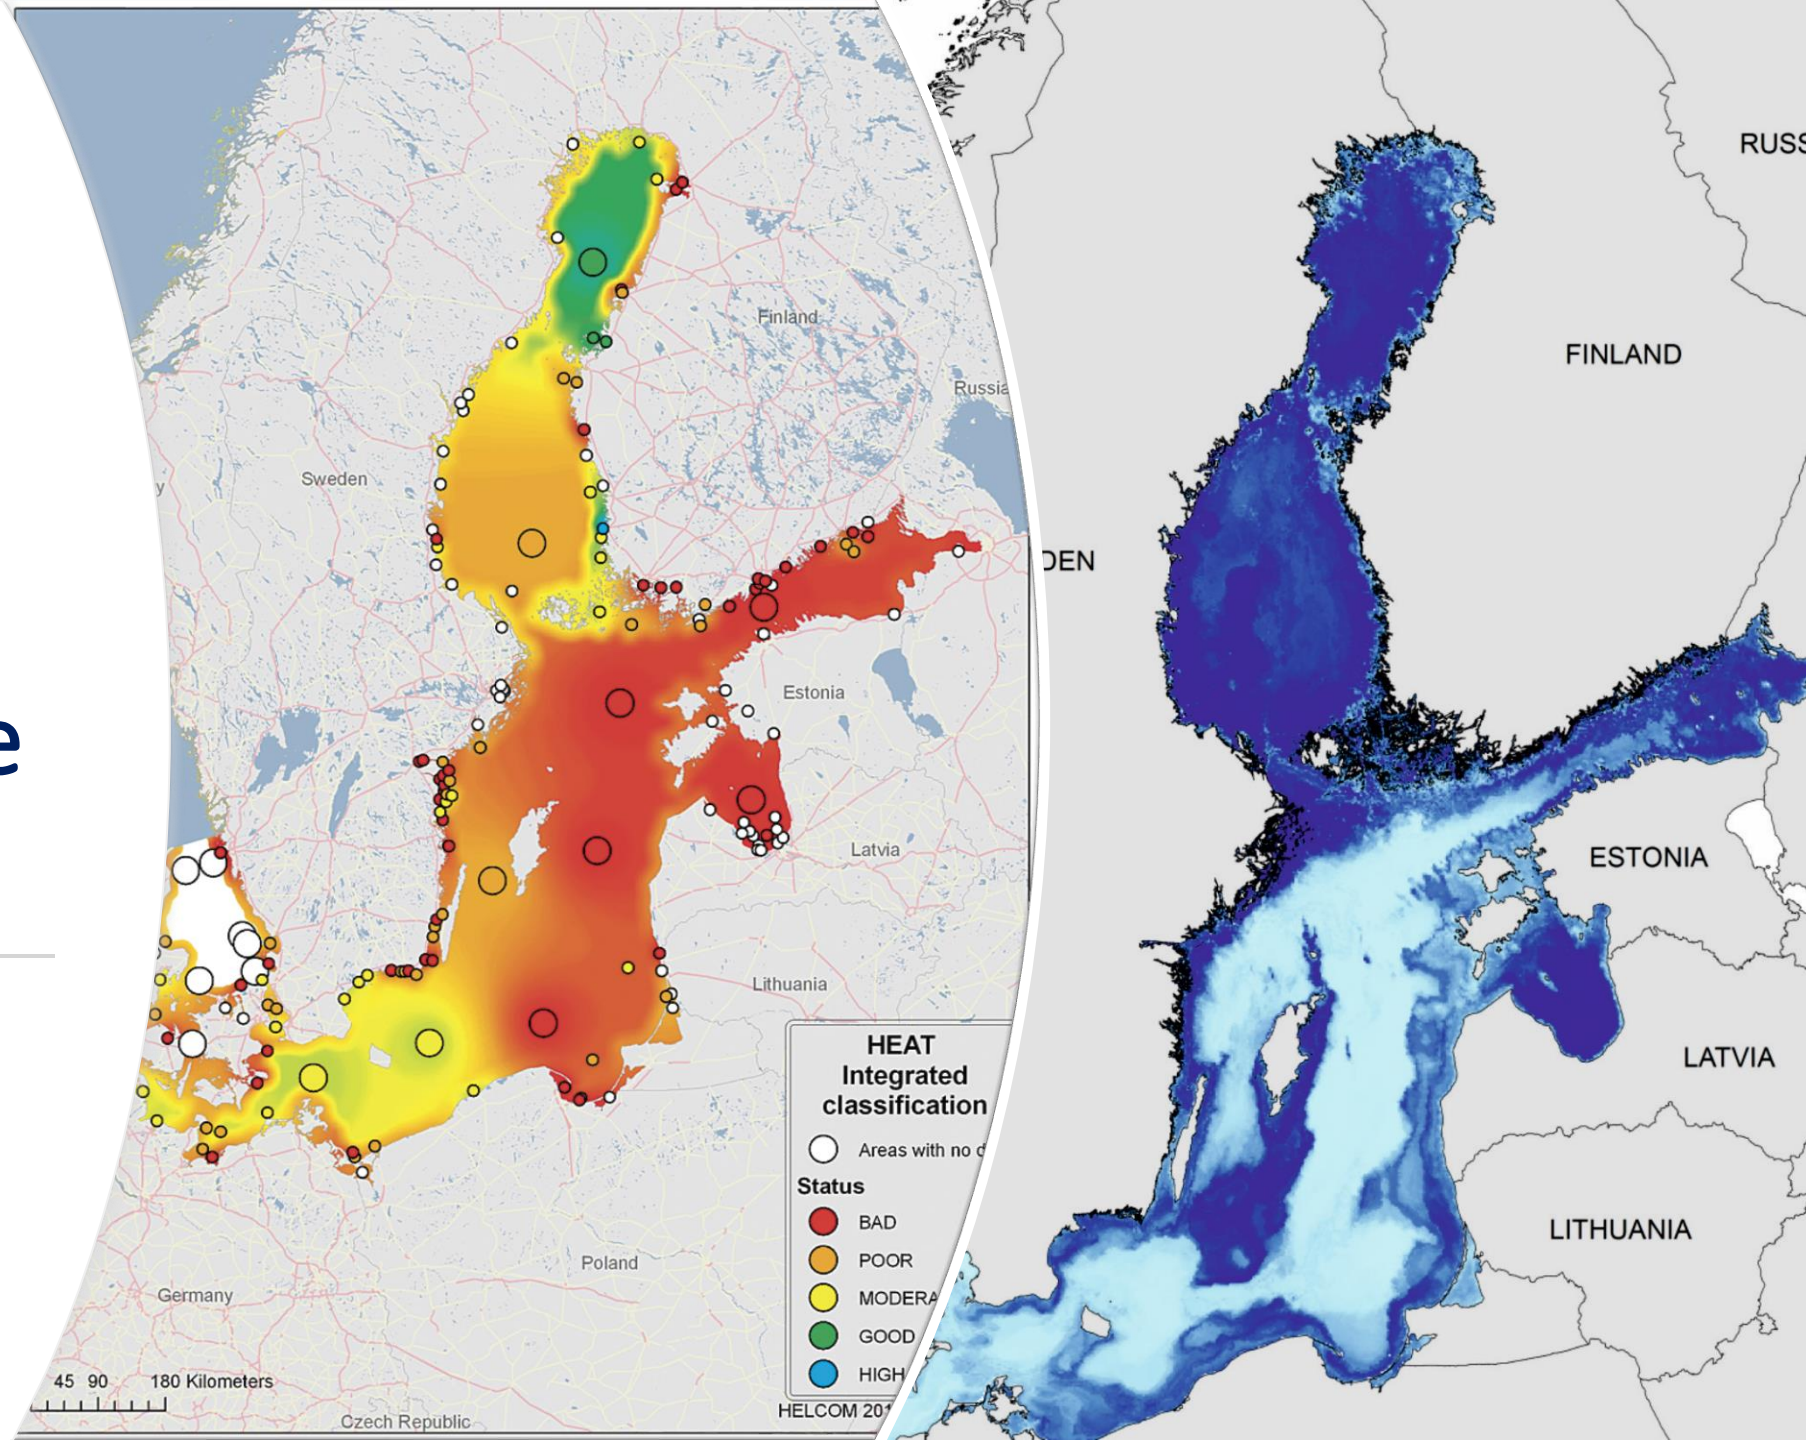 e
Finland
Russia
Sweden
y
Estonia
Latvia
Lithuania
Poland
Germany
Czech Republic
45 90 180 Kilometers
HEAT
Integrated
classification
Areas with no d
Status
BAD
POOR
MODERA
GOOD
HIGH
HELCOM 201
RUSS
FINLAND
DEN
ESTONIA
LATVIA
LITHUANIA